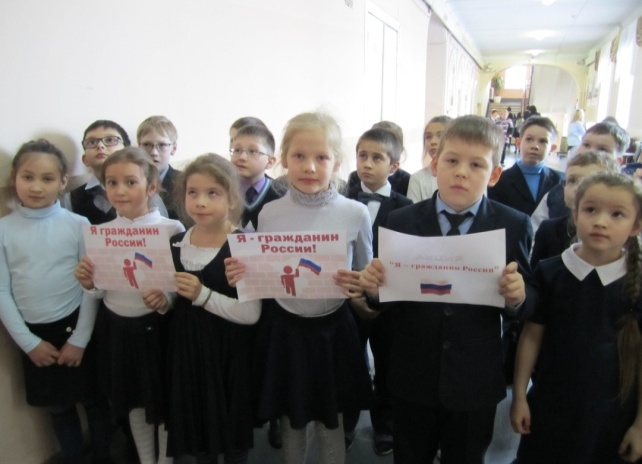 Я гражданин
России!
Я - гражданин
России!
"Я – гражданин России"